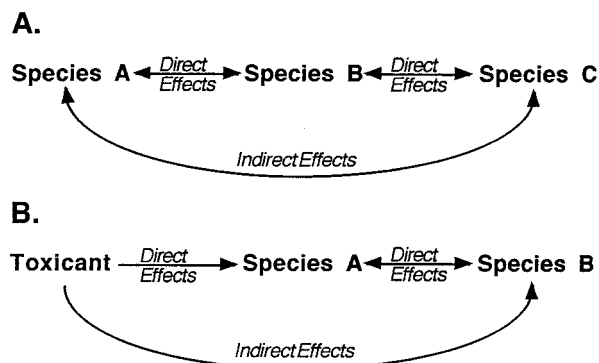 A.
Species A Direct Effects Species B Direct Effects Species C
Indirect Effects
B.
Toxicant Direct Effects Species A Direct Effects Species B
Indirect Effects